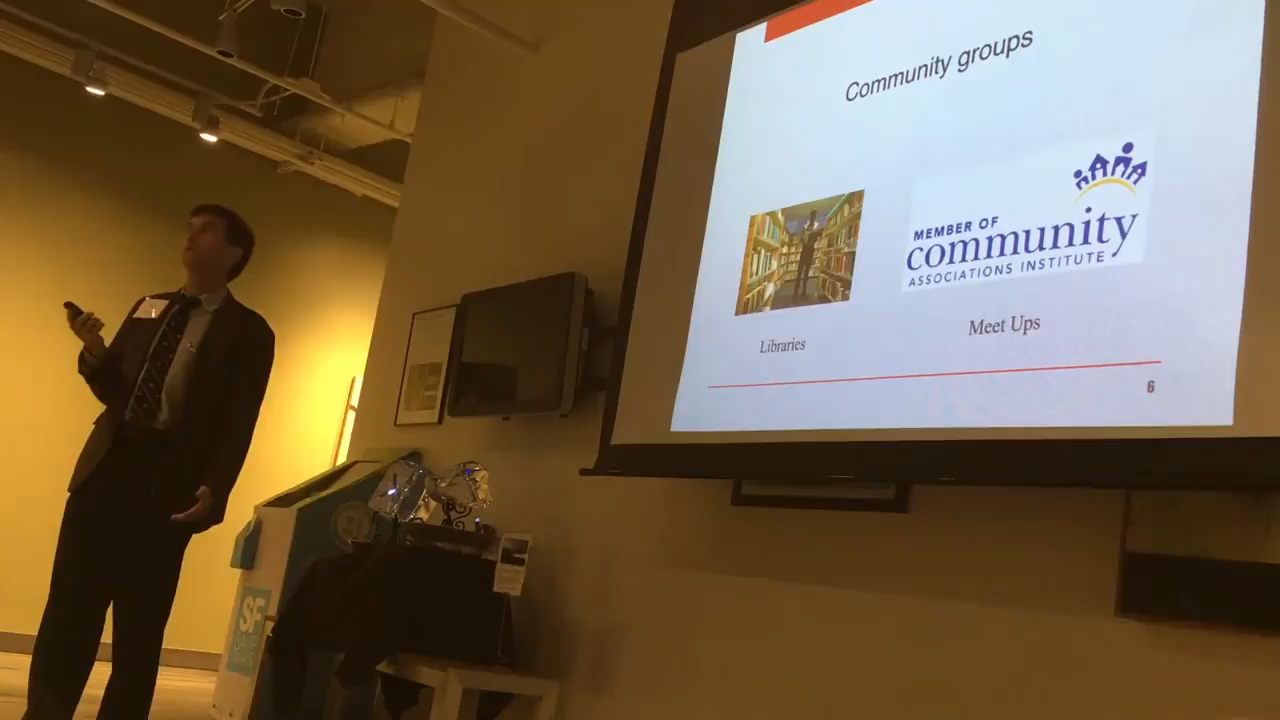 Community groups
MEMBER OF
community
ASSOCIATIONS INSTITUTE
Libraries
Meet Ups
6
SF